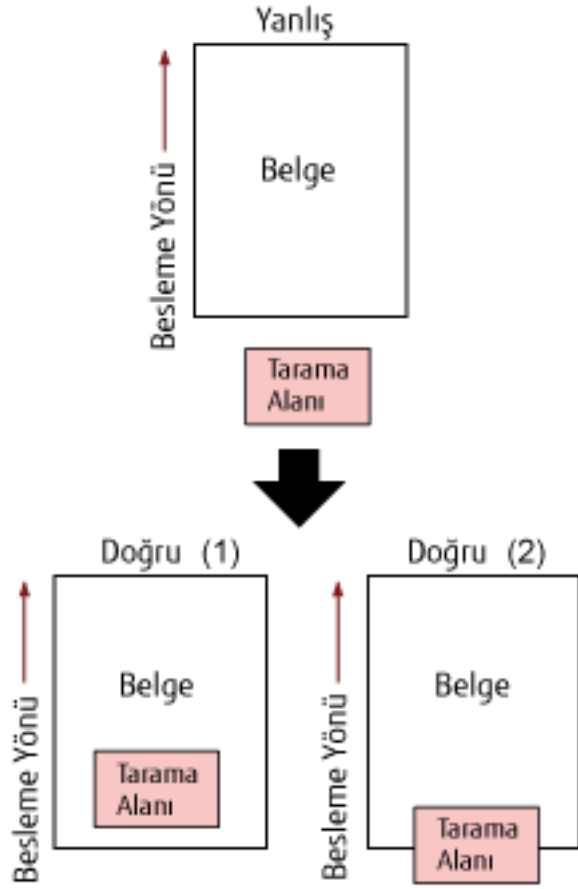 Yanlış
Besleme Yönü
Belge
Tarama
Alanı
Doğru (1)
Besleme Yönü
Belge
Tarama
Alanı
Doğru (2)
Besleme Yönü
Belge
Tarama
Alanı